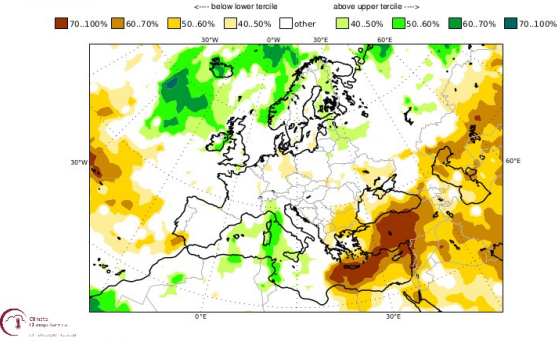 <---- below lower tercile above upper tercile ---->
70..100% 60..70% 50..60% 40..50% other 40..50% 50..60% 60..70% 70..100%
30°W 0°W 30°E 60°E
30°W 60°E
0°E 30°E
Climate